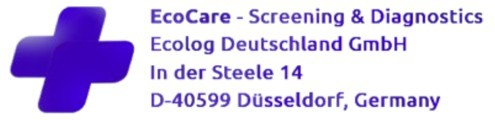 EcoCare - Screening & Diagnostics
Ecolog Deutschland GmbH
In der Steele 14
D-40599 Düsseldorf, Germany